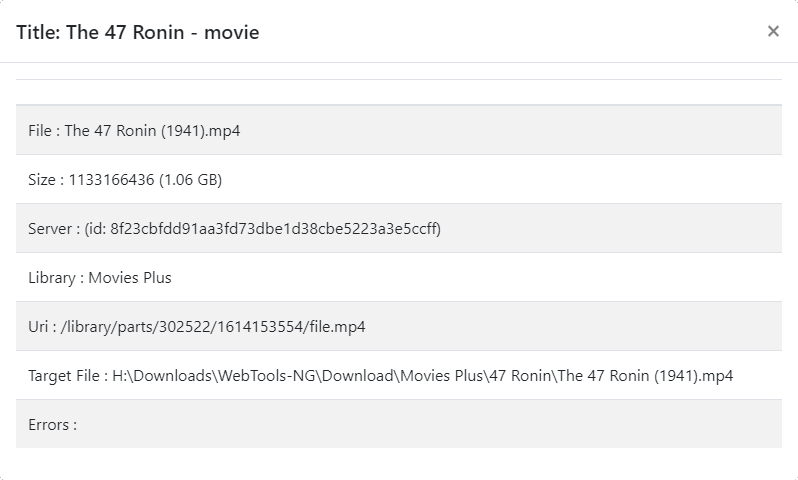 Title: The 47 Ronin - movie
×
File : The 47 Ronin (1941).mp4
Size : 1133166436 (1.06 GB)
Server : (id: 8f23cbfdd91aa3fd73dbe1d38cbe5223a3e5ccff)
Library : Movies Plus
Uri : /library/parts/302522/1614153554/file.mp4
Target File : H:\Downloads\WebTools-NG\Download\Movies Plus\47 Ronin\The 47 Ronin (1941).mp4
Errors :